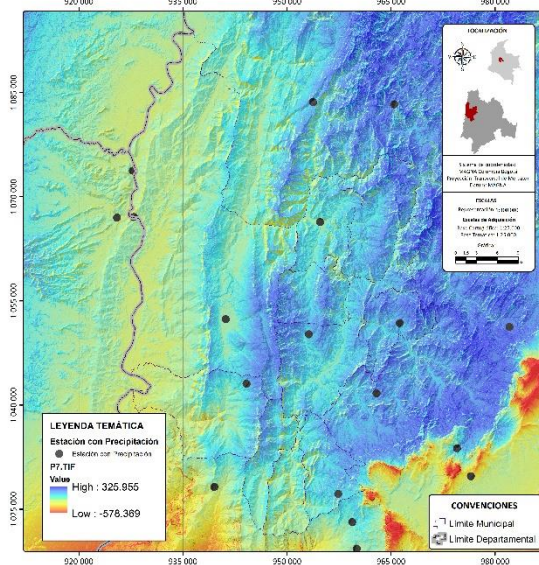 920 000 935 000 950 000 965 000 980 000
1 085 000
1 070 000
1 055 000
1 040 000
1 025 000
LOCALIZACIÓN
LEYENDA TEMÁTICA
Estación con Precipitación
Estación con Precipitación
P7.TIF
Value
High : 325.955
Low : -578.369
CONVENCIONES
Límite Municipal
Límite Departamental
920 000 935 000 950 000 965 000 980 000